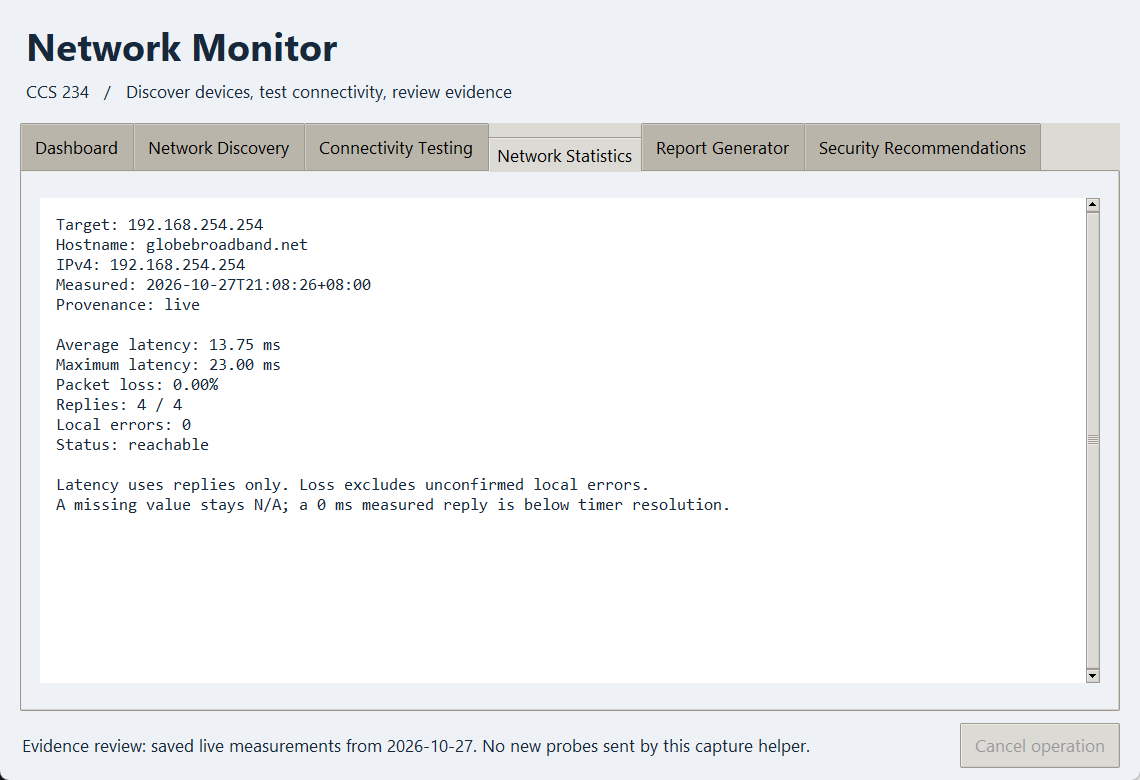 Network Monitor
CCS 234 / Discover devices, test connectivity, review evidence
Dashboard Network Discovery Connectivity Testing Network Statistics Report Generator Security Recommendations
Target: 192.168.254.254
Hostname: globebroadband.net
IPv4: 192.168.254.254
Measured: 2026-10-27T21:08:26+08:00
Provenance: live
Average latency: 13.75 ms
Maximum latency: 23.00 ms
Packet loss: 0.00%
Replies: 4 / 4
Local errors: 0
Status: reachable
Latency uses replies only. Loss excludes unconfirmed local errors.
A missing value stays N/A; a 0 ms measured reply is below timer resolution.
Evidence review: saved live measurements from 2026-10-27. No new probes sent by this capture helper.
Cancel operation